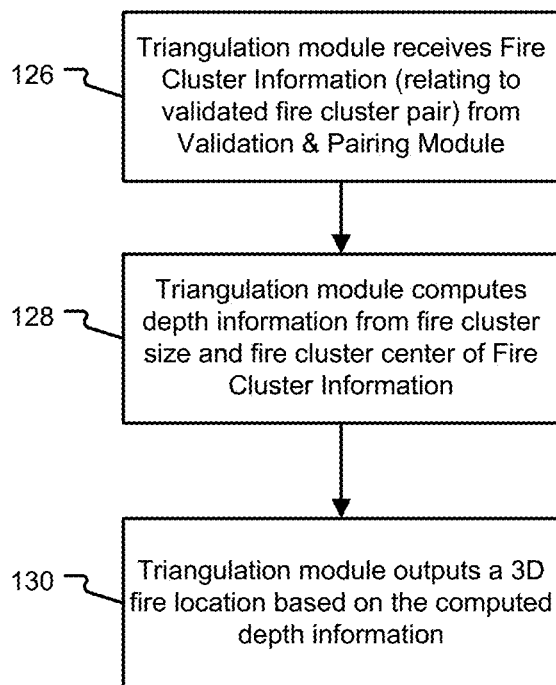 126
Triangulation module receives Fire
Cluster Information (relating to
validated fire cluster pair) from
Validation & Pairing Module
128
Triangulation module computes
depth information from fire cluster
size and fire cluster center of Fire
Cluster Information
130
Triangulation module outputs a 3D
fire location based on the computed
depth information